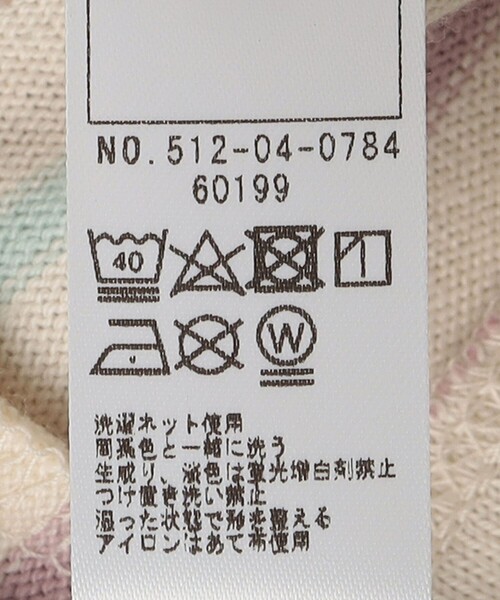 NO.512-04-0784
60199
40
W
洗濯ネット使用
同系色と一緒に洗う
生成り、淡色は蛍光増白剤禁止
つけ置き洗い禁止
湿った状態で形を整える
アイロンはあて布使用